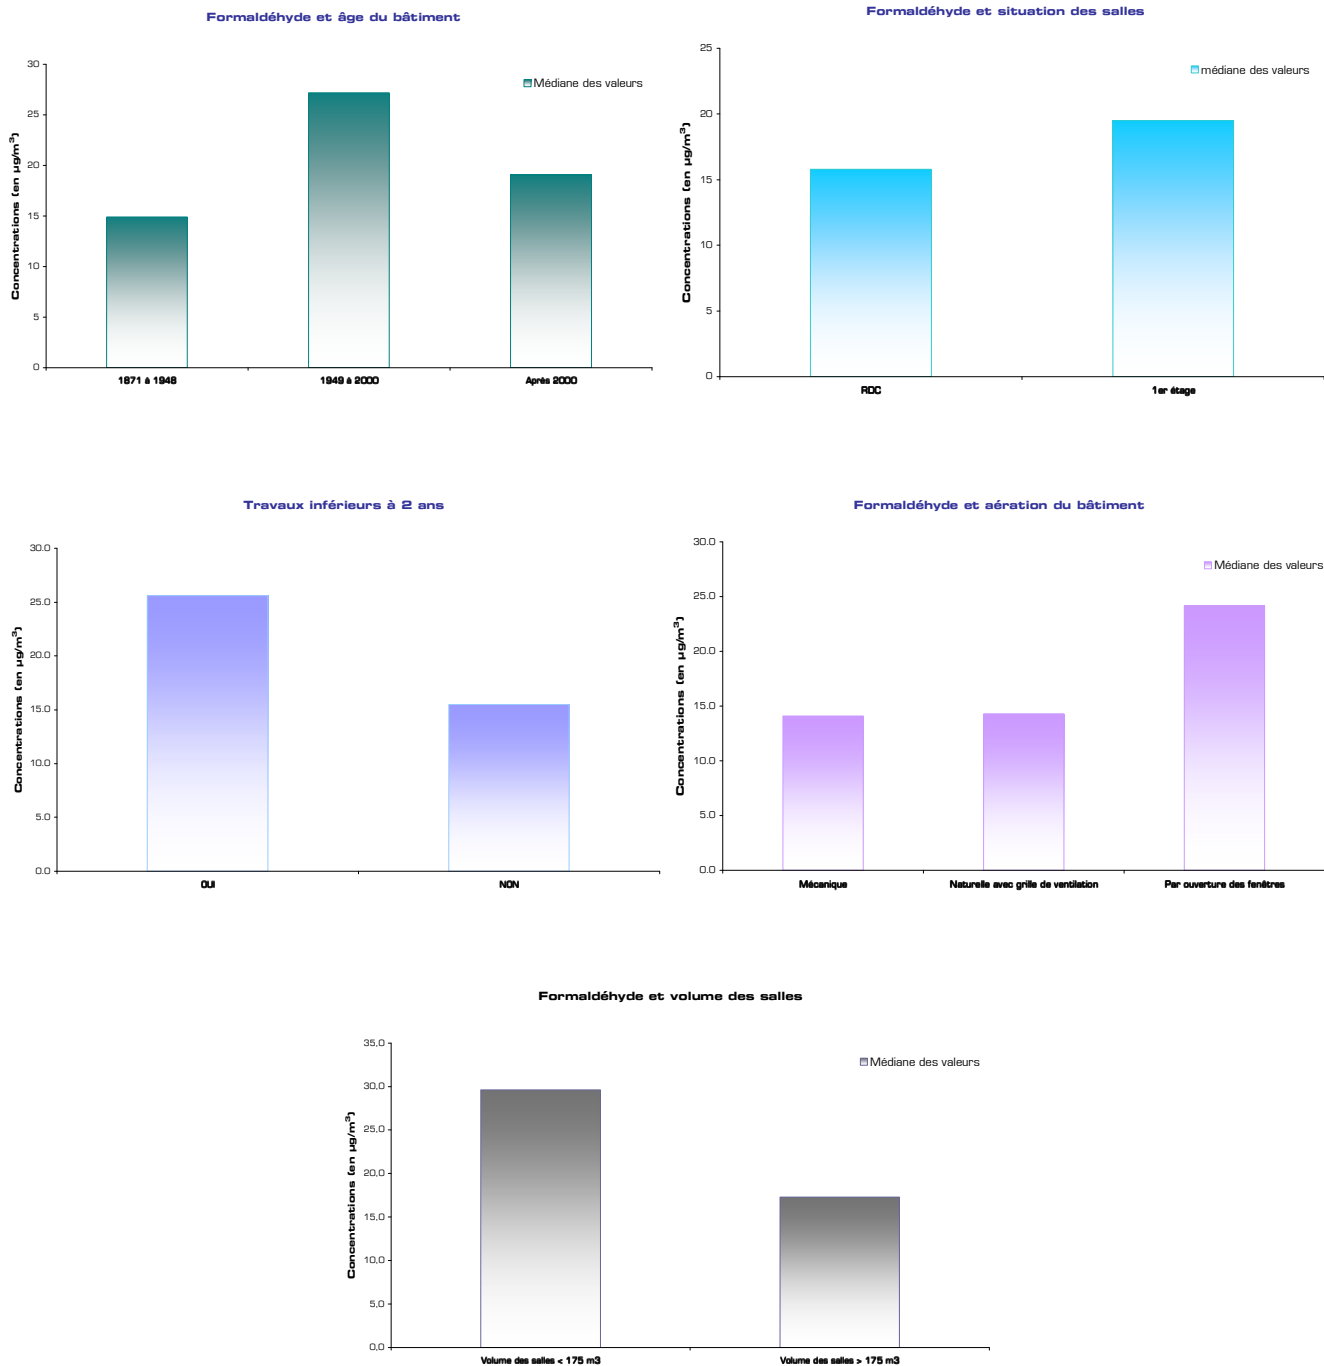 Formaldéhyde et âge du bâtiment
Concentrations (en µg/m³)
30
25
20
15
10
5
0
Médiane des valeurs
1871 à 1948
1949 à 2000
Après 2000
Formaldéhyde et situation des salles
Concentrations (en µg/m³)
25
20
15
10
5
0
médiane des valeurs
RDC
1er étage
Travaux inférieurs à 2 ans
Concentrations (en µg/m³)
30.0
25.0
20.0
15.0
10.0
5.0
0.0
OUI
NON
Formaldéhyde et aération du bâtiment
Concentrations (en µg/m³)
30.0
25.0
20.0
15.0
10.0
5.0
0.0
Médiane des valeurs
Mécanique
Naturelle avec grille de ventilation
Par ouverture des fenêtres
Formaldéhyde et volume des salles
Concentrations (en µg/m³)
35,0
30,0
25,0
20,0
15,0
10,0
5,0
0,0
Médiane des valeurs
Volume des salles < 175 m3
Volume des salles > 175 m3